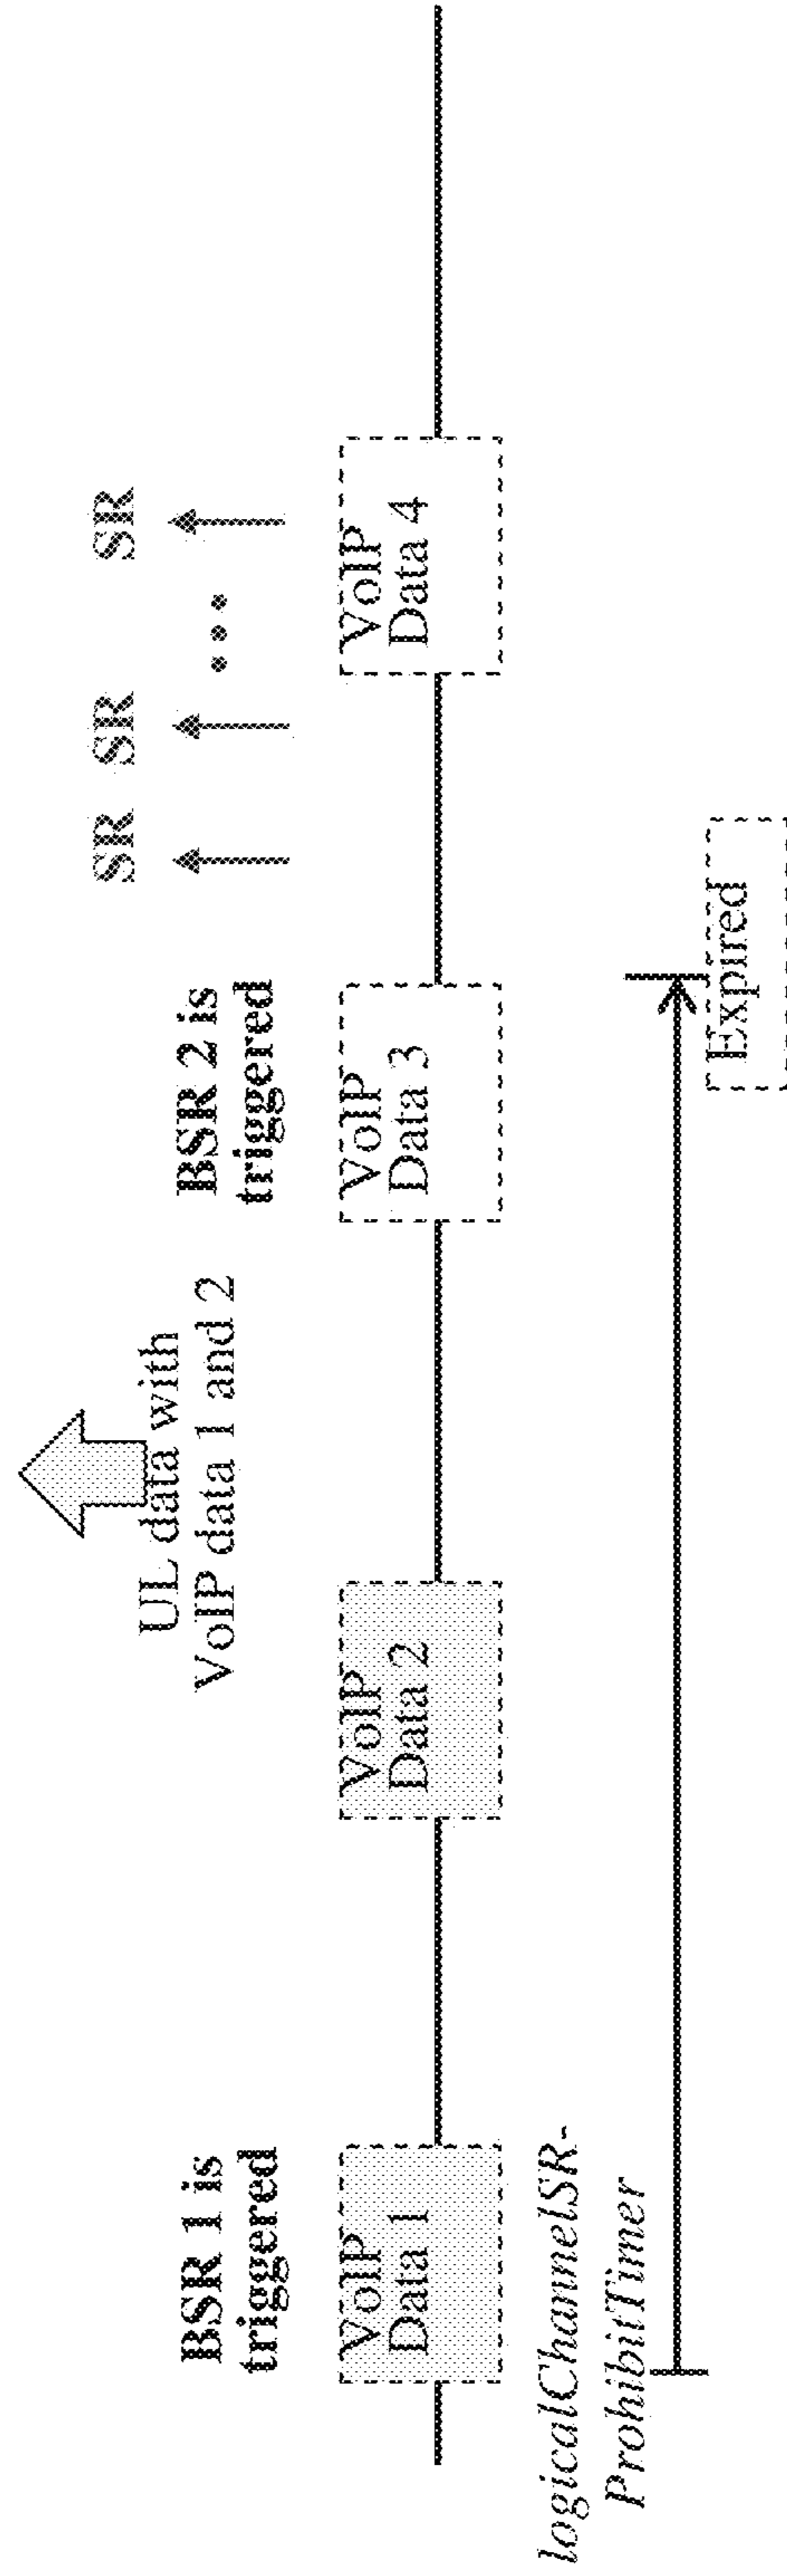 BSR 1 is
triggered
VoIP
Data 1
logicalChannelSR-
ProhibitTimer
VoIP
Data 2
UL data with
VoIP data 1 and 2
BSR 2 is
triggered
VoIP
Data 3
Expired
SR
SR
• • •
SR
VoIP
Data 4